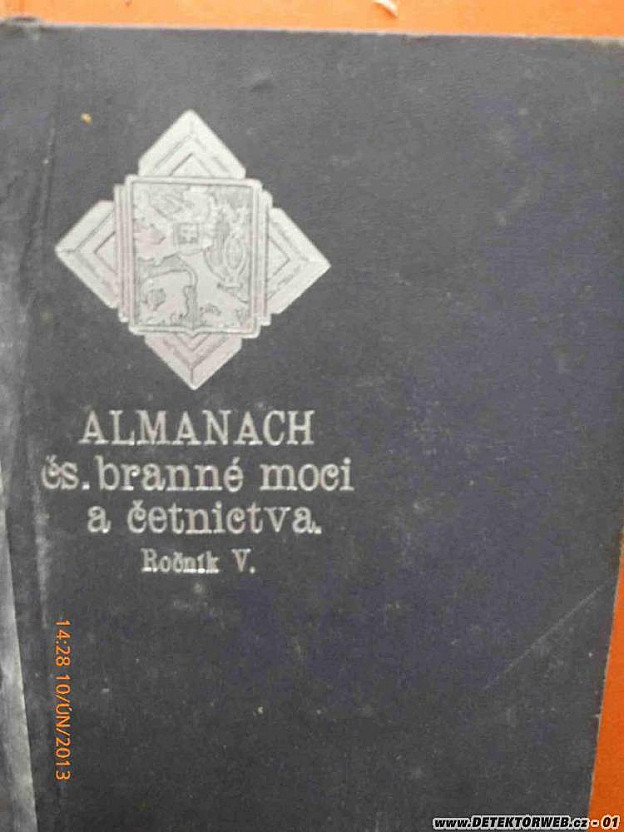 ALMANACH
čs. branné moci
a četnictva.
Ročník V.
14:28 10/ÚN/2013
www.DETEKTORWEB.cz - 01